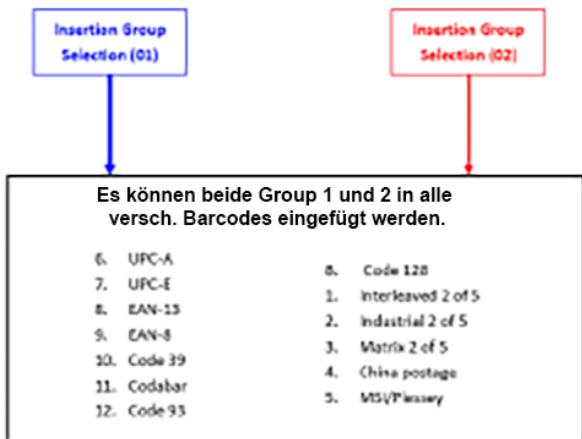 Insertion Group
Selection (01)
Insertion Group
Selection (02)
Es können beide Group 1 und 2 in alle
versch. Barcodes eingefügt werden.
6. UPC-A
7. UPC-E
8. EAN-13
9. EAN-8
10. Code 39
11. Codabar
12. Code 93
8. Code 128
1. Interleaved 2 of 5
2. Industrial 2 of 5
3. Matrix 2 of 5
4. China postage
5. MSI/Plessey